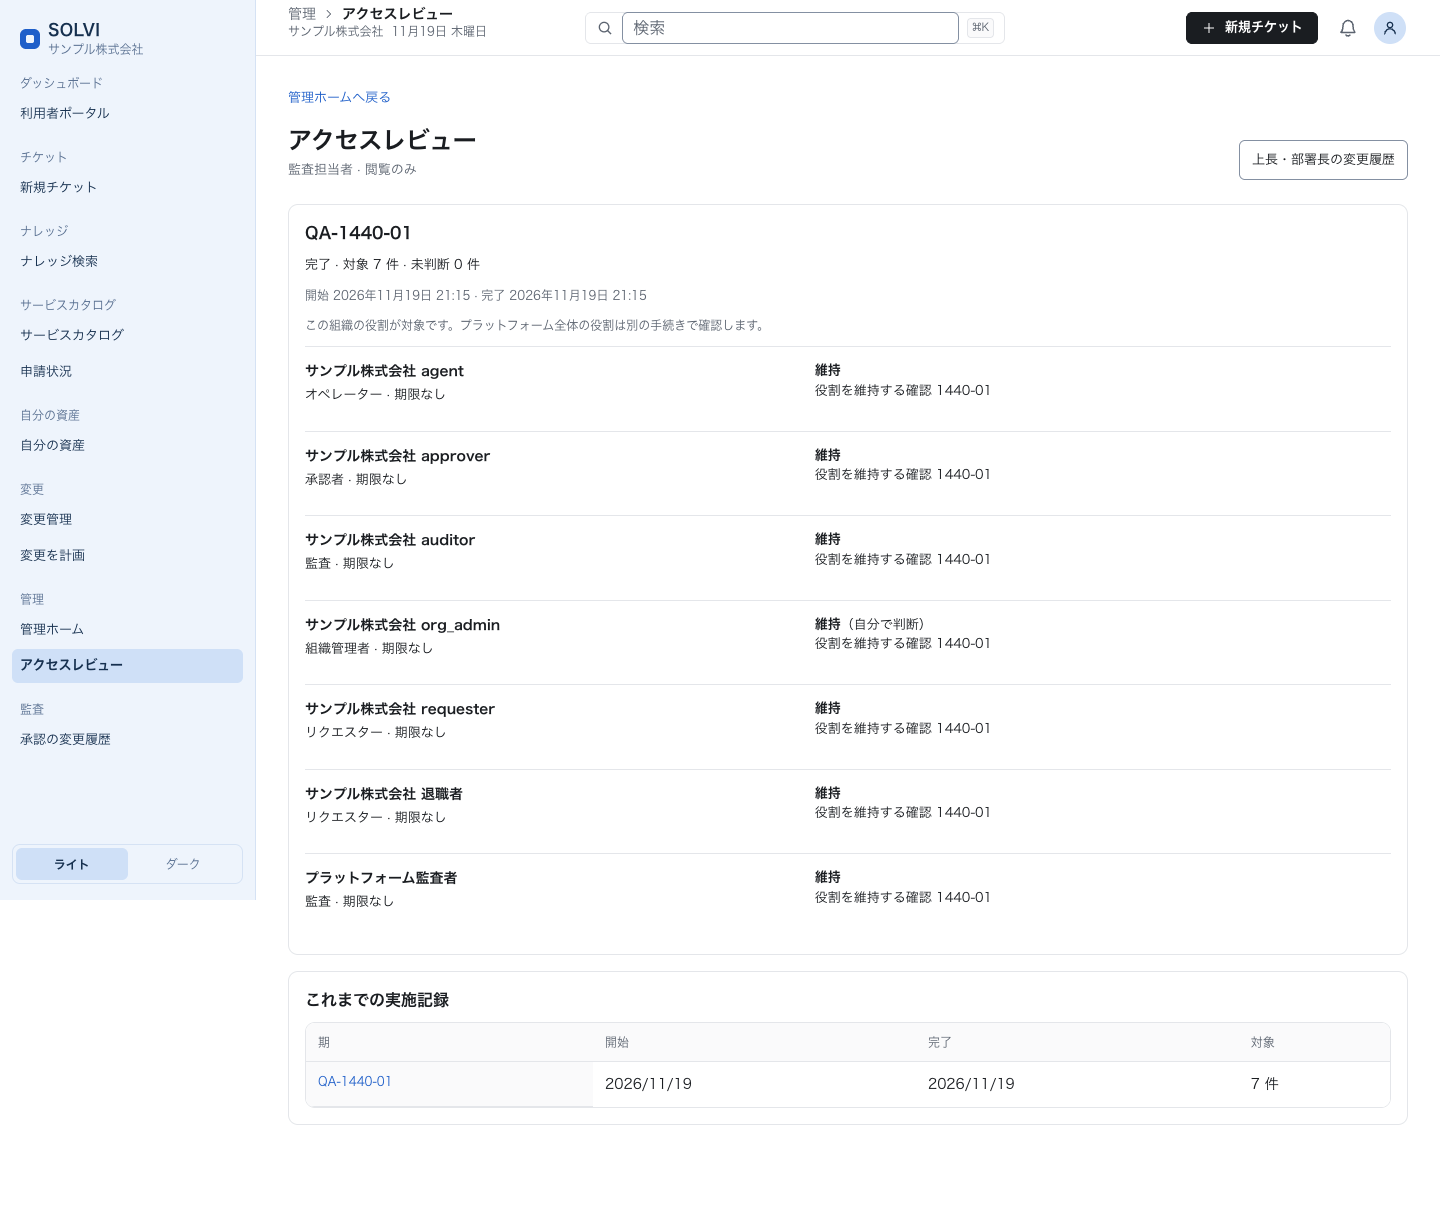 SOLVI
サンプル株式会社
ダッシュボード
利用者ポータル
チケット
新規チケット
ナレッジ
ナレッジ検索
サービスカタログ
サービスカタログ
申請状況
自分の資産
自分の資産
変更
変更管理
変更を計画
管理
管理ホーム
アクセスレビュー
監査
承認の変更履歴
ライト
ダーク
管理 > アクセスレビュー
サンプル株式会社 11月19日 木曜日
検索
⌘K
+ 新規チケット
管理ホームへ戻る
アクセスレビュー
監査担当者 · 閲覧のみ
上長・部署長の変更履歴
QA-1440-01
完了 · 対象 7 件 · 未判断 0 件
開始 2026年11月19日 21:15 · 完了 2026年11月19日 21:15
この組織の役割が対象です。プラットフォーム全体の役割は別の手続きで確認します。
サンプル株式会社 agent
オペレーター · 期限なし
維持
役割を維持する確認 1440-01
サンプル株式会社 approver
承認者 · 期限なし
維持
役割を維持する確認 1440-01
サンプル株式会社 auditor
監査 · 期限なし
維持
役割を維持する確認 1440-01
サンプル株式会社 org_admin
組織管理者 · 期限なし
維持（自分で判断）
役割を維持する確認 1440-01
サンプル株式会社 requester
リクエスター · 期限なし
維持
役割を維持する確認 1440-01
サンプル株式会社 退職者
リクエスター · 期限なし
維持
役割を維持する確認 1440-01
プラットフォーム監査者
監査 · 期限なし
維持
役割を維持する確認 1440-01
これまでの実施記録
期 開始 完了 対象
QA-1440-01 2026/11/19 2026/11/19 7 件